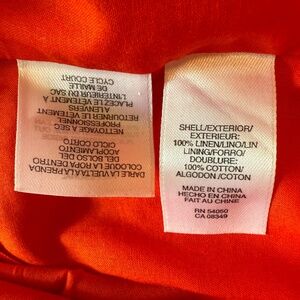 DARLE VUELTA A LA PRENDA
COLOQUE LA ROPA DENTRO
DEL BOLSO DEL
ACOPLAMIENTO
CICLO CORTO
NETTOYAGE A SEC
PROFESSIONNEL
RETOURNER LE VETEMENT A
L'ENVERS
PLACEZ LE VETEMENT A
L'INTERIEUR DU SAC
DE MAILLE
CYCLE COURT
SHELL/EXTERIOR/
EXTERIEUR:
100% LINEN/LINO/LIN
LINING/FORRO/
DOUBLURE:
100% COTTON/
ALGODON/COTON
MADE IN CHINA
HECHO EN CHINA
FAIT AU CHINE
RN 54050
CA 08349